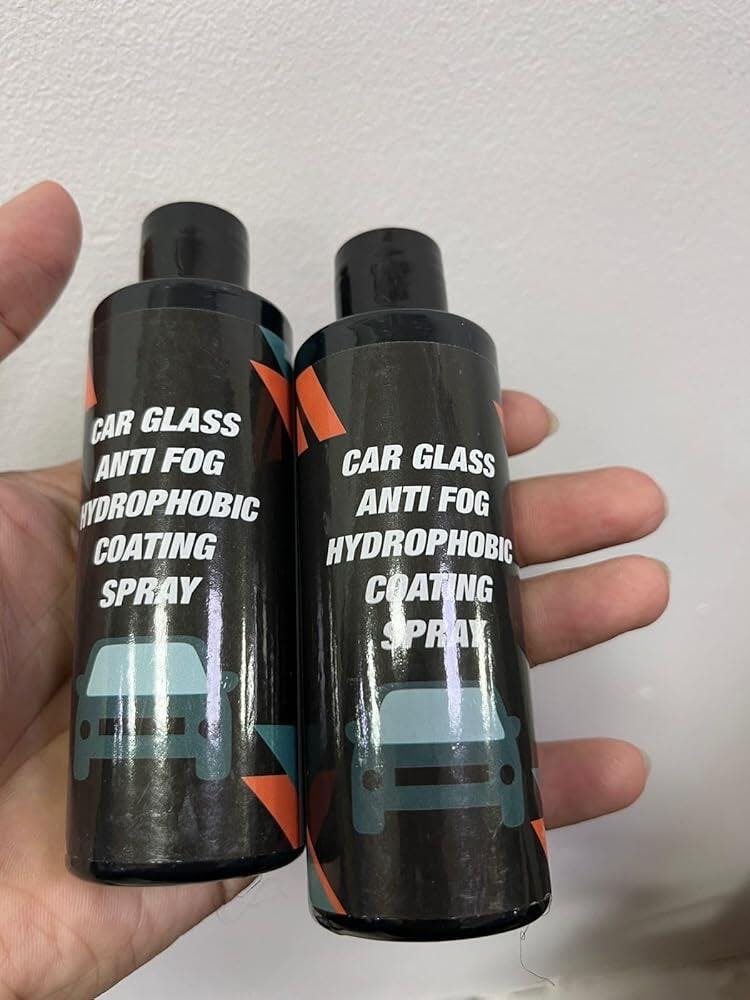 CAR GLASS
ANTI FOG
HYDROPHOBIC
COATING
SPRAY
CAR GLASS
ANTI FOG
HYDROPHOBIC
COATING
SPRAY